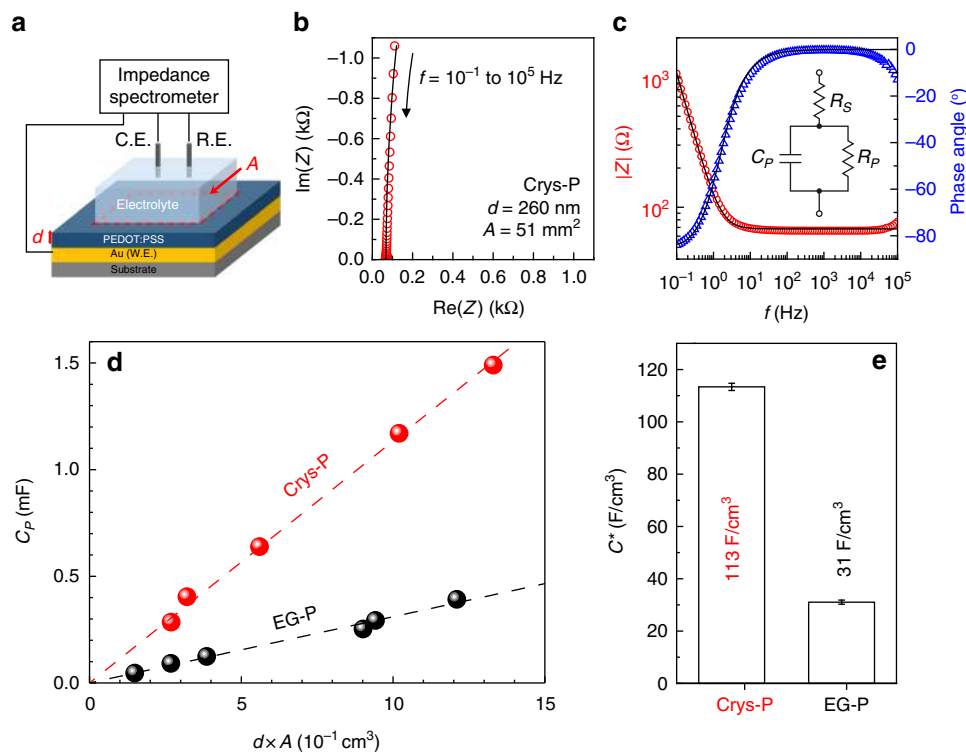 a
Impedance
spectrometer
C.E.
R.E.
A
Electrolyte
d
PEDOT:PSS
Au (W.E.)
Substrate
b
−1.0
−0.8
−0.6
−0.4
−0.2
0.0
Im(Z) (kΩ)
f = 10⁻¹ to 10⁵ Hz
Crys-P
d = 260 nm
A = 51 mm²
0.0 0.2 0.4 0.6 0.8 1.0
Re(Z) (kΩ)
c
10³
10²
|Z| (Ω)
R_S
C_P
R_P
0
−20
−40
−60
−80
Phase angle (°)
10⁻¹ 10⁰ 10¹ 10² 10³ 10⁴ 10⁵
f (Hz)
d
1.5
1.0
0.5
0.0
C_P (mF)
Crys-P
EG-P
0 5 10 15
d × A (10⁻¹ cm³)
e
120
100
80
60
40
20
0
C* (F/cm³)
113 F/cm³
31 F/cm³
Crys-P EG-P